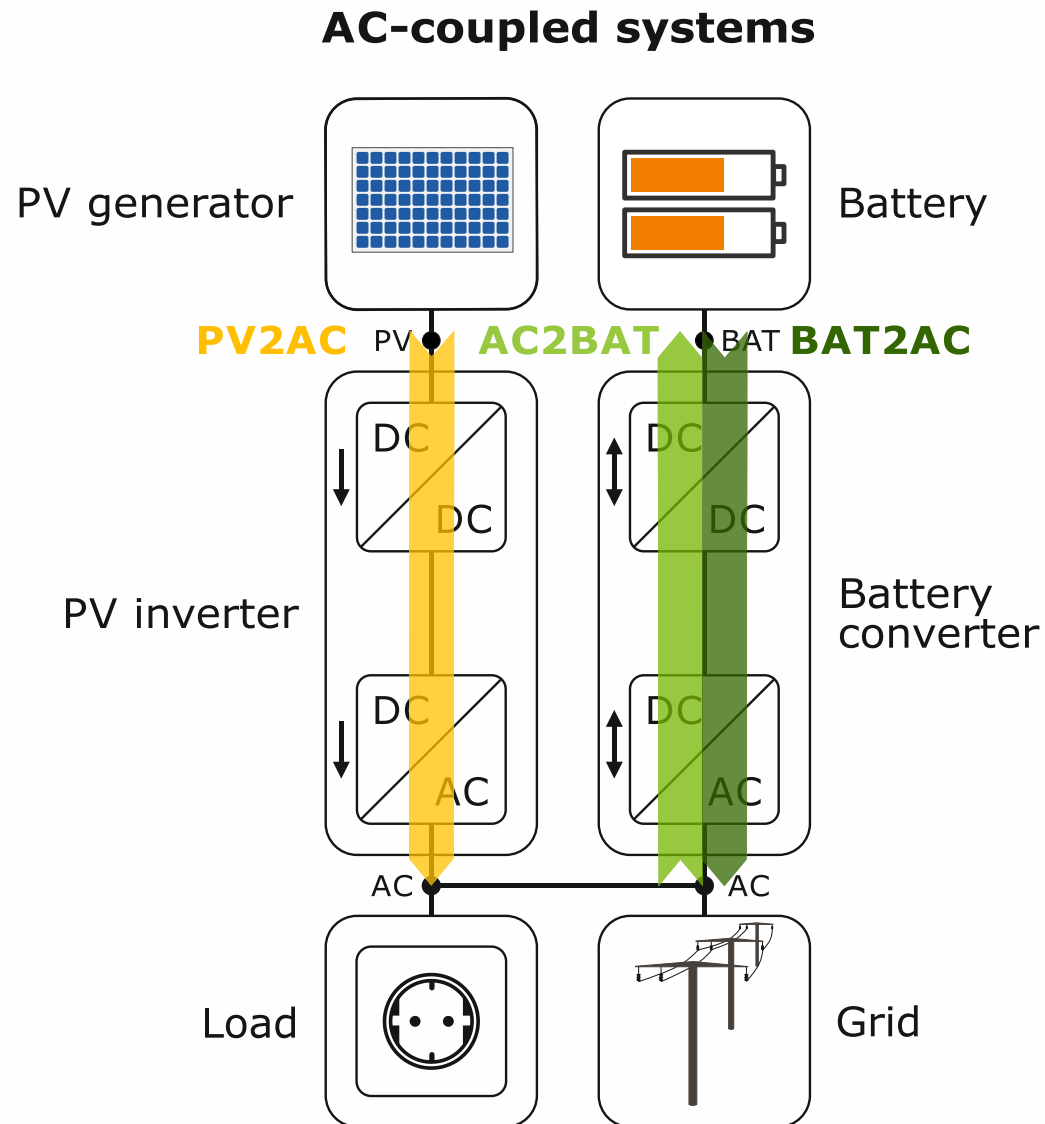 AC-coupled systems
PV generator
Battery
PV2AC
PV
AC2BAT
BAT
BAT2AC
DC
DC
DC
DC
PV inverter
Battery
converter
DC
AC
DC
AC
AC
AC
Load
Grid